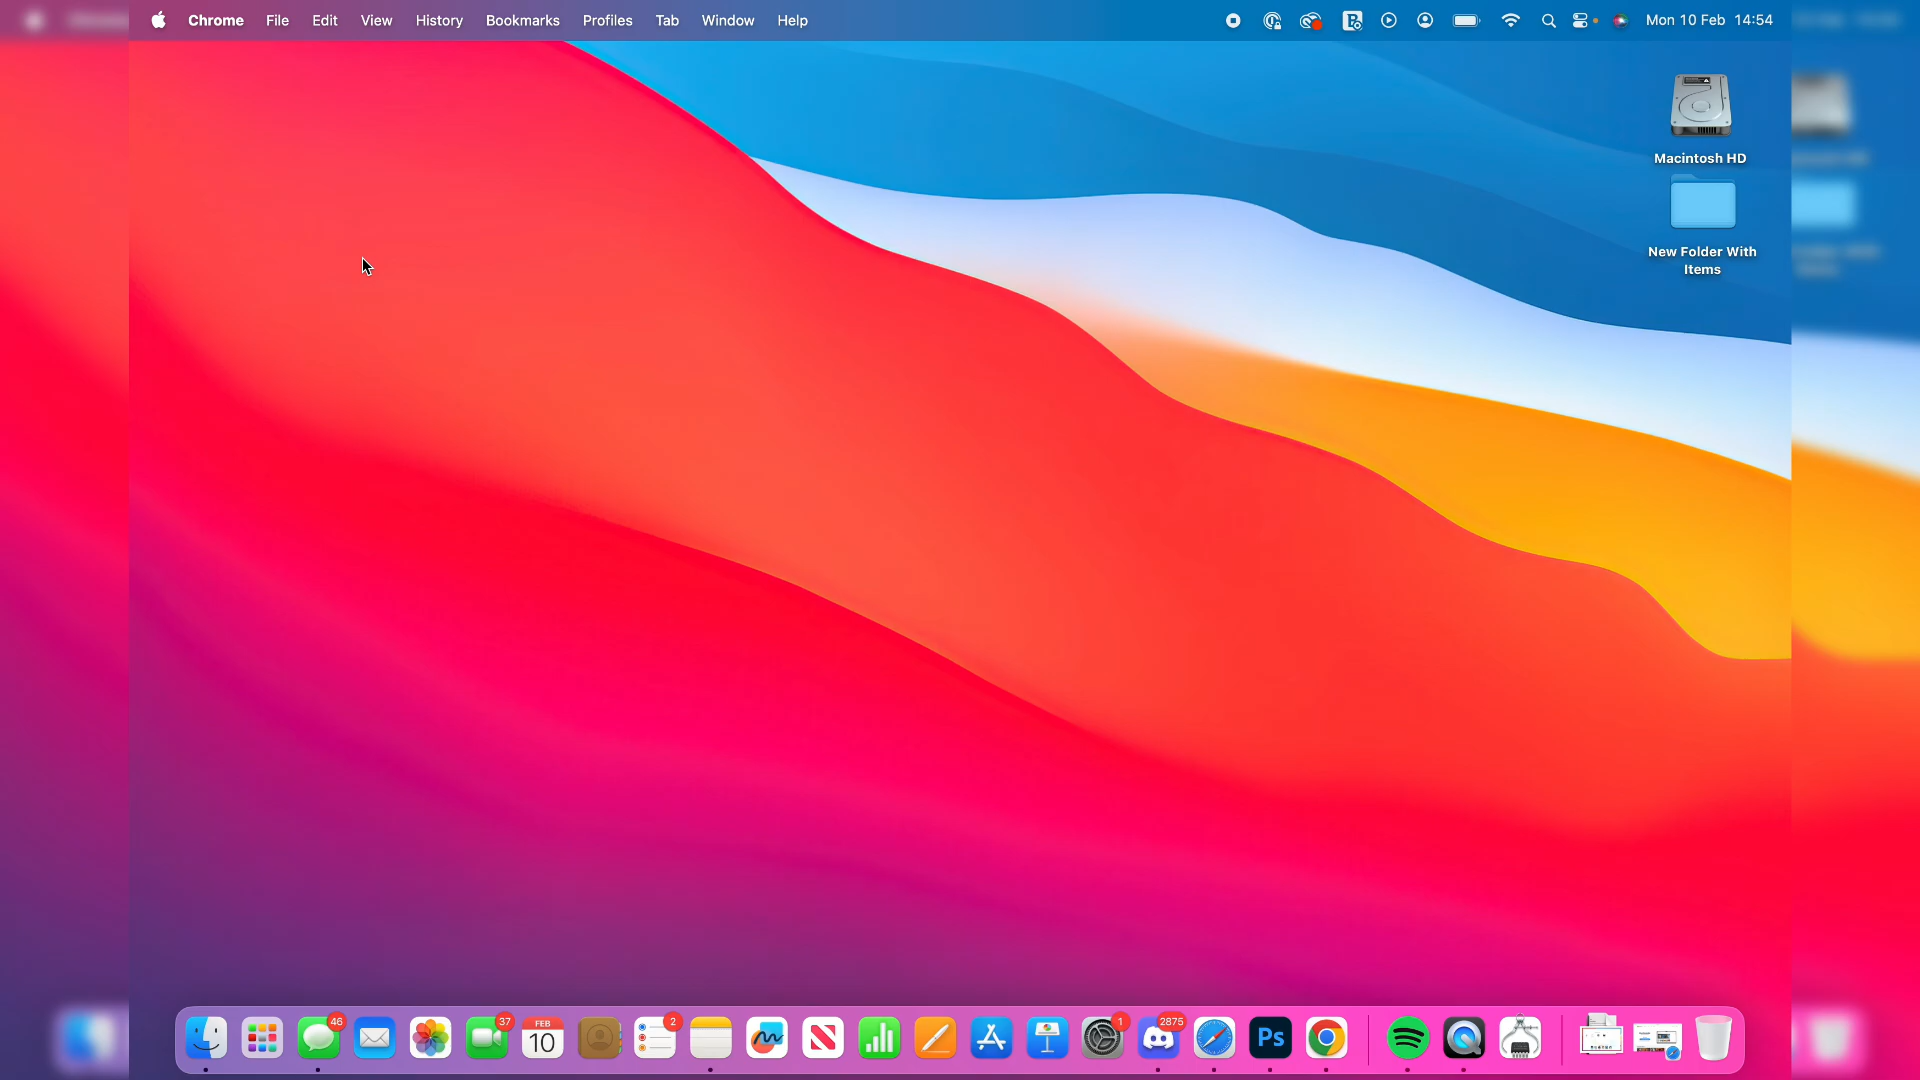 Chrome File Edit View History Bookmarks Profiles Tab Window Help Mon 10 Feb 14:54
Macintosh HD
New Folder With
Items
46
37
FEB
10
2
1
2875
Ps